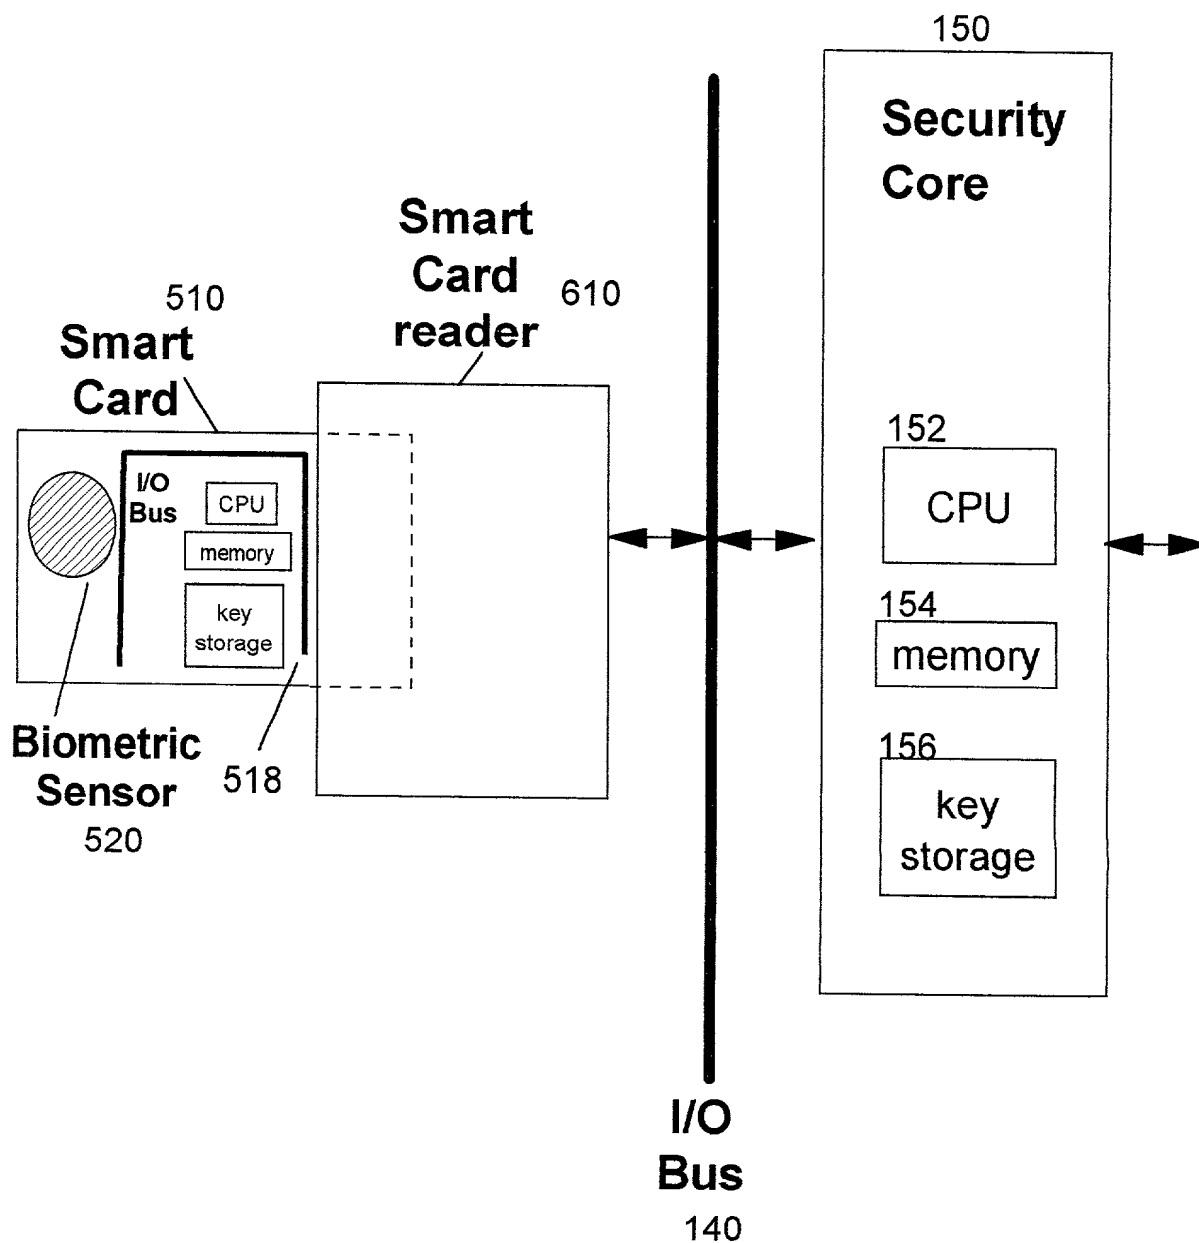 150
Security
Core
Smart
Card
reader
610
510
Smart
Card
I/O
Bus
CPU
memory
key
storage
Biometric
Sensor
520
518
152
CPU
154
memory
156
key
storage
I/O
Bus
140